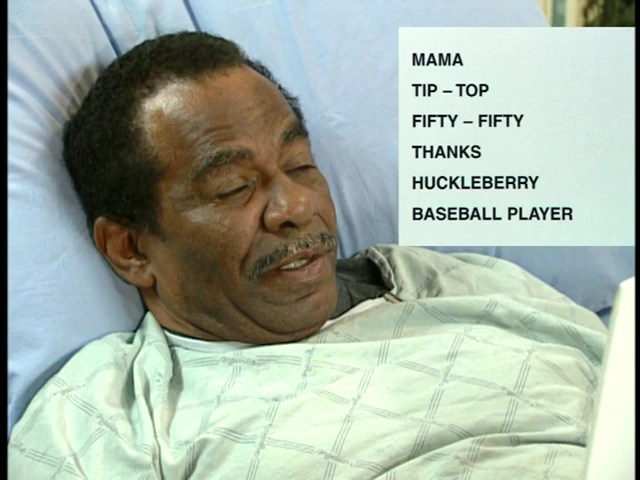 MAMA
TIP – TOP
FIFTY – FIFTY
THANKS
HUCKLEBERRY
BASEBALL PLAYER